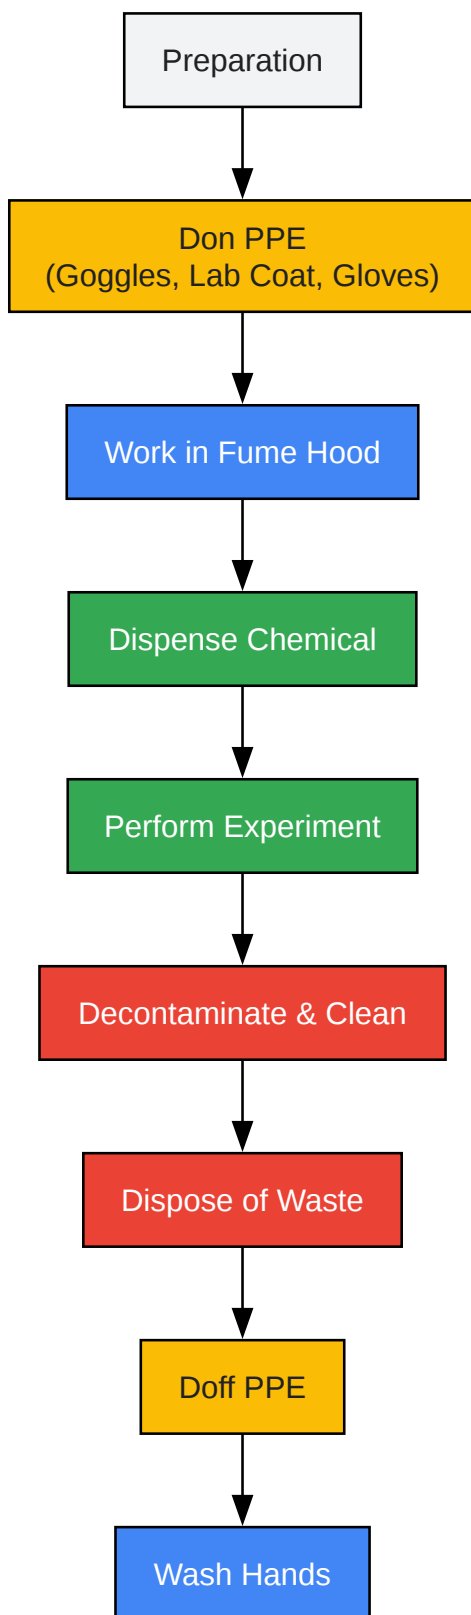 Preparation
Don PPE
(Goggles, Lab Coat, Gloves)
Work in Fume Hood
Dispense Chemical
Perform Experiment
Decontaminate & Clean
Dispose of Waste
Doff PPE
Wash Hands